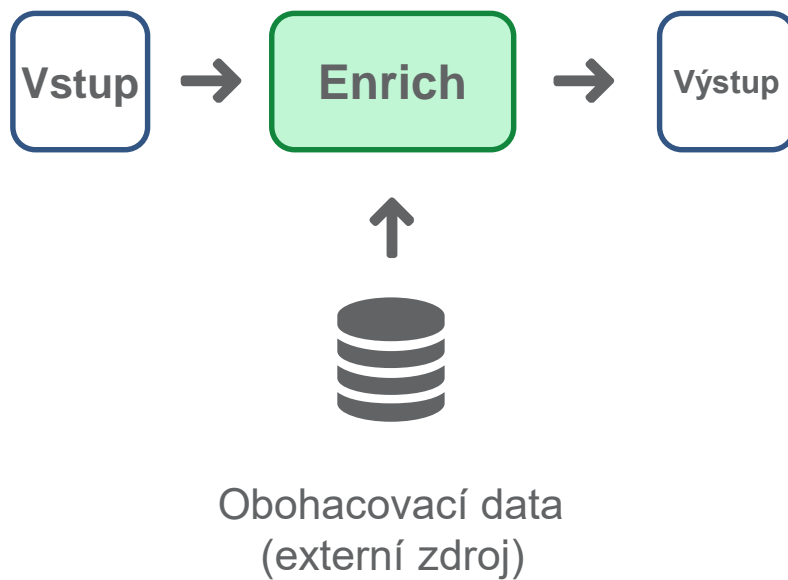 Vstup
Enrich
Výstup
Obohacovací data
(externí zdroj)